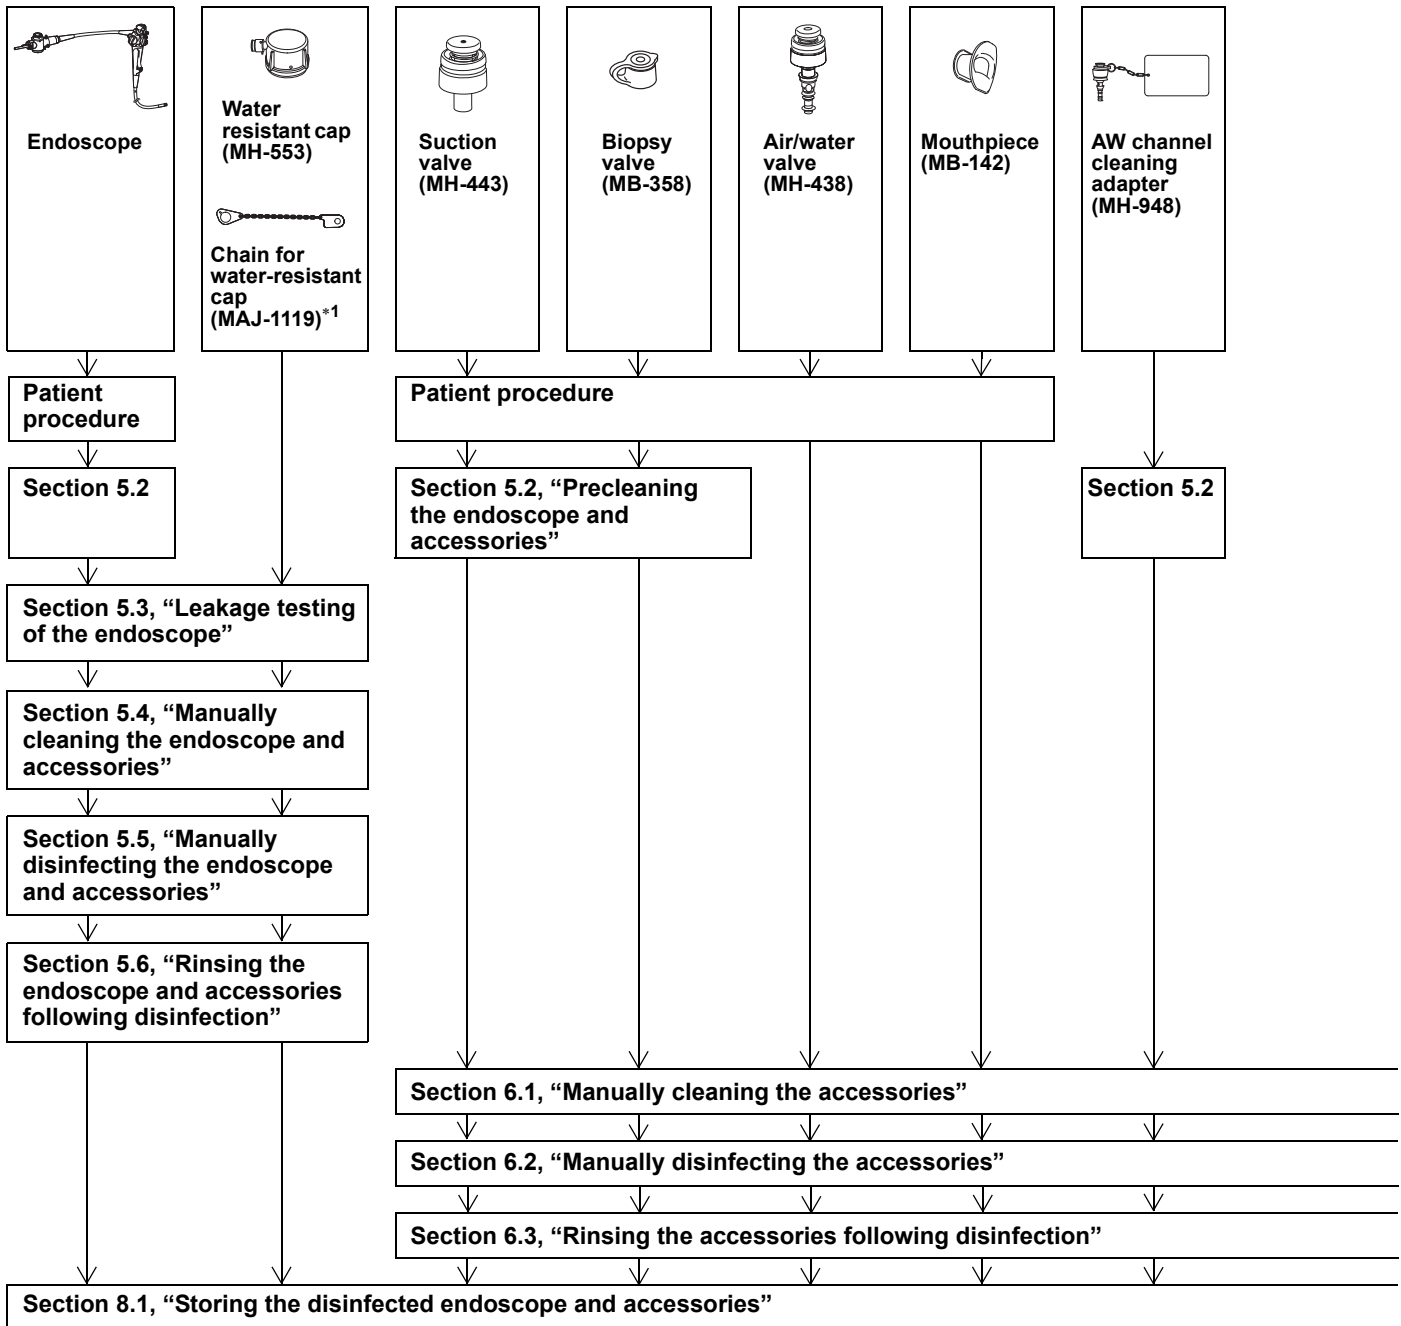 Endoscope
Water
resistant cap
(MH-553)
Chain for
water-resistant
cap
(MAJ-1119)*1
Suction
valve
(MH-443)
Biopsy
valve
(MB-358)
Air/water
valve
(MH-438)
Mouthpiece
(MB-142)
AW channel
cleaning
adapter
(MH-948)
Patient
procedure
Patient procedure
Section 5.2
Section 5.2, “Precleaning
the endoscope and
accessories”
Section 5.2
Section 5.3, “Leakage testing
of the endoscope”
Section 5.4, “Manually
cleaning the endoscope and
accessories”
Section 5.5, “Manually
disinfecting the endoscope
and accessories”
Section 5.6, “Rinsing the
endoscope and accessories
following disinfection”
Section 6.1, “Manually cleaning the accessories”
Section 6.2, “Manually disinfecting the accessories”
Section 6.3, “Rinsing the accessories following disinfection”
Section 8.1, “Storing the disinfected endoscope and accessories”